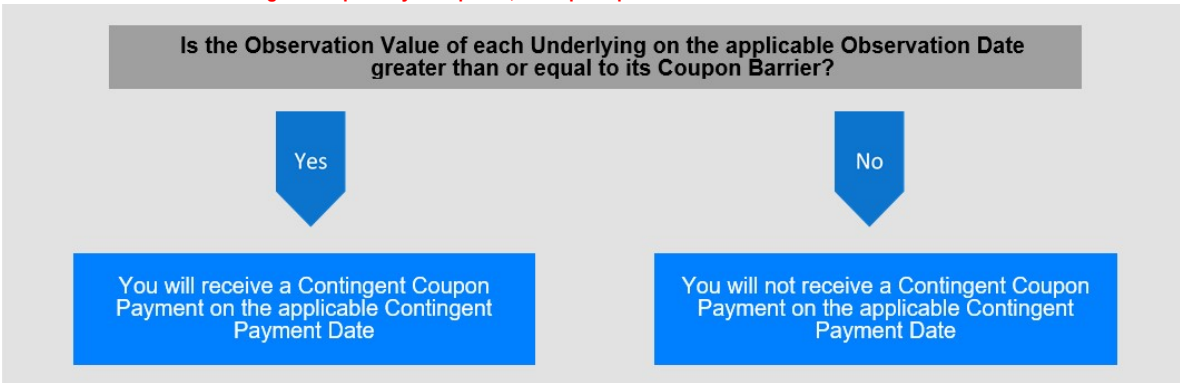 Is the Observation Value of each Underlying on the applicable Observation Date
greater than or equal to its Coupon Barrier?
Yes
No
You will receive a Contingent Coupon
Payment on the applicable Contingent
Payment Date
You will not receive a Contingent Coupon
Payment on the applicable Contingent
Payment Date